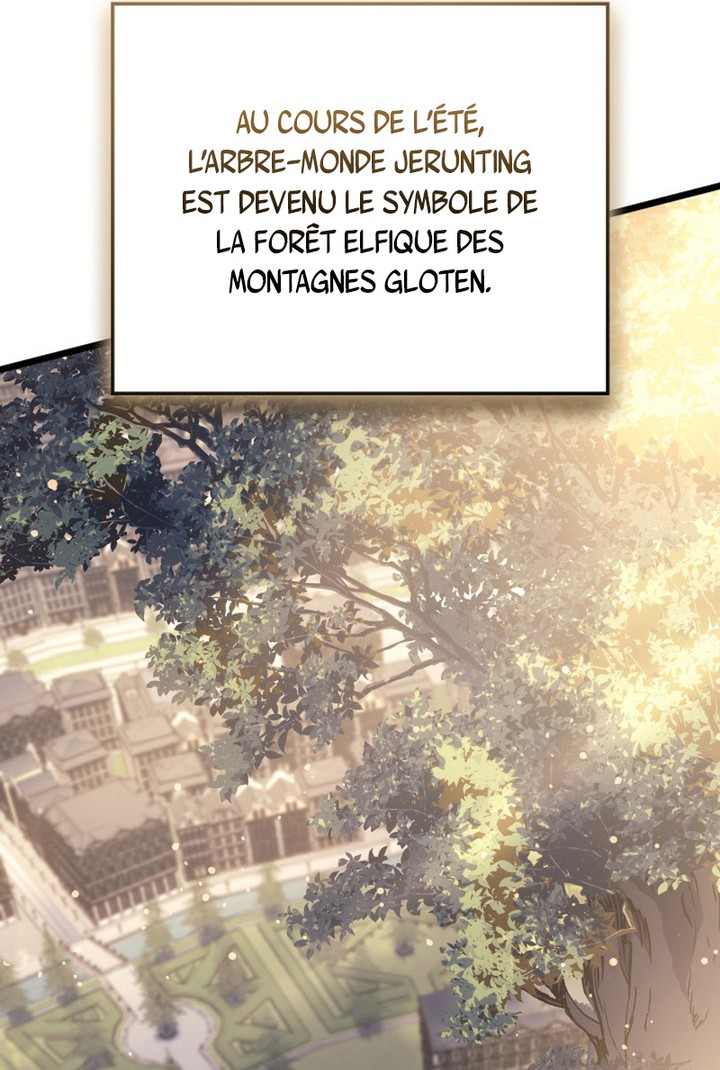 AU COURS DE L'ÉTÉ,
L'ARBRE-MONDE JERUNTING
EST DEVENU LE SYMBOLE DE
LA FORÊT ELFIQUE DES
MONTAGNES GLOTEN.